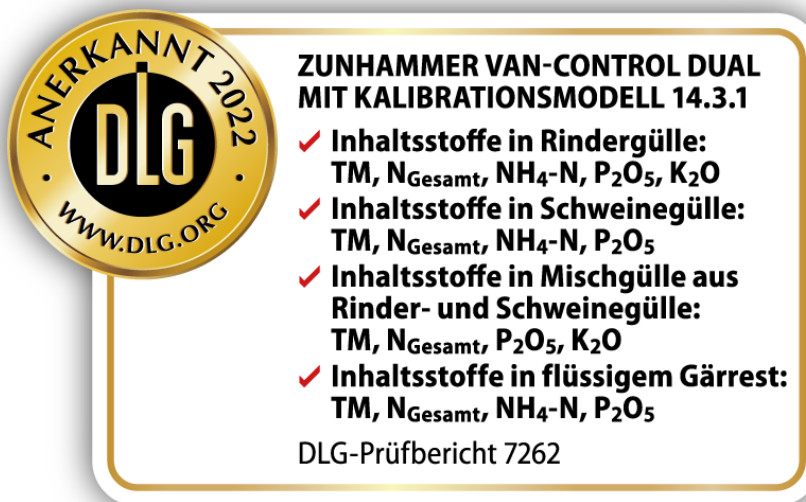 ANERKANNT 2022
DLG
WWW.DLG.ORG
ZUNHAMMER VAN-CONTROL DUAL
MIT KALIBRATIONSMODELL 14.3.1
✓ Inhaltsstoffe in Rindergülle:
TM, NGesamt, NH₄-N, P₂O₅, K₂O
✓ Inhaltsstoffe in Schweinegülle:
TM, NGesamt, NH₄-N, P₂O₅
✓ Inhaltsstoffe in Mischgülle aus
Rinder- und Schweinegülle:
TM, NGesamt, P₂O₅, K₂O
✓ Inhaltsstoffe in flüssigem Gärrest:
TM, NGesamt, NH₄-N, P₂O₅
DLG-Prüfbericht 7262